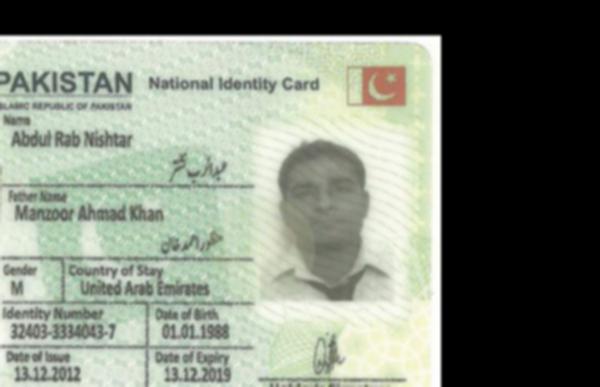 PAKISTAN National Identity Card
ISLAMIC REPUBLIC OF PAKISTAN
Name
Abdul Rab Nishtar
عبدالرب نشتر
Father Name
Manzoor Ahmad Khan
منظور احمد خان
Gender Country of Stay
M United Arab Emirates
Identity Number Date of Birth
32403-3334043-7 01.01.1988
Date of Issue Date of Expiry
13.12.2012 13.12.2019